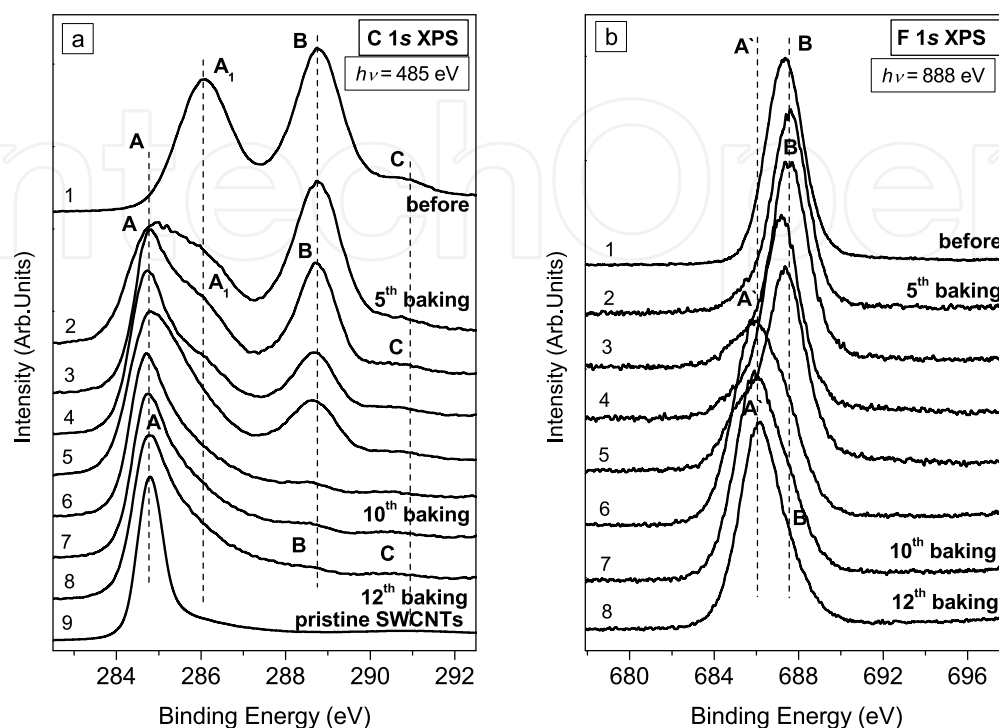 a
C 1s XPS
hν = 485 eV
A
A₁
B
C
1
before
A
A₁
B
5th baking
2
C
3
4
5
A
6
10th baking
7
B
C
8
12th baking
9
pristine SWCNTs
284 286 288 290 292
Binding Energy (eV)
Intensity (Arb.Units)
b
F 1s XPS
hν = 888 eV
A`
B
B
1
before
2
5th baking
A`
3
4
5
A`
6
B
7
10th baking
8
12th baking
680 684 688 692 696
Binding Energy (eV)
Intensity (Arb.Units)